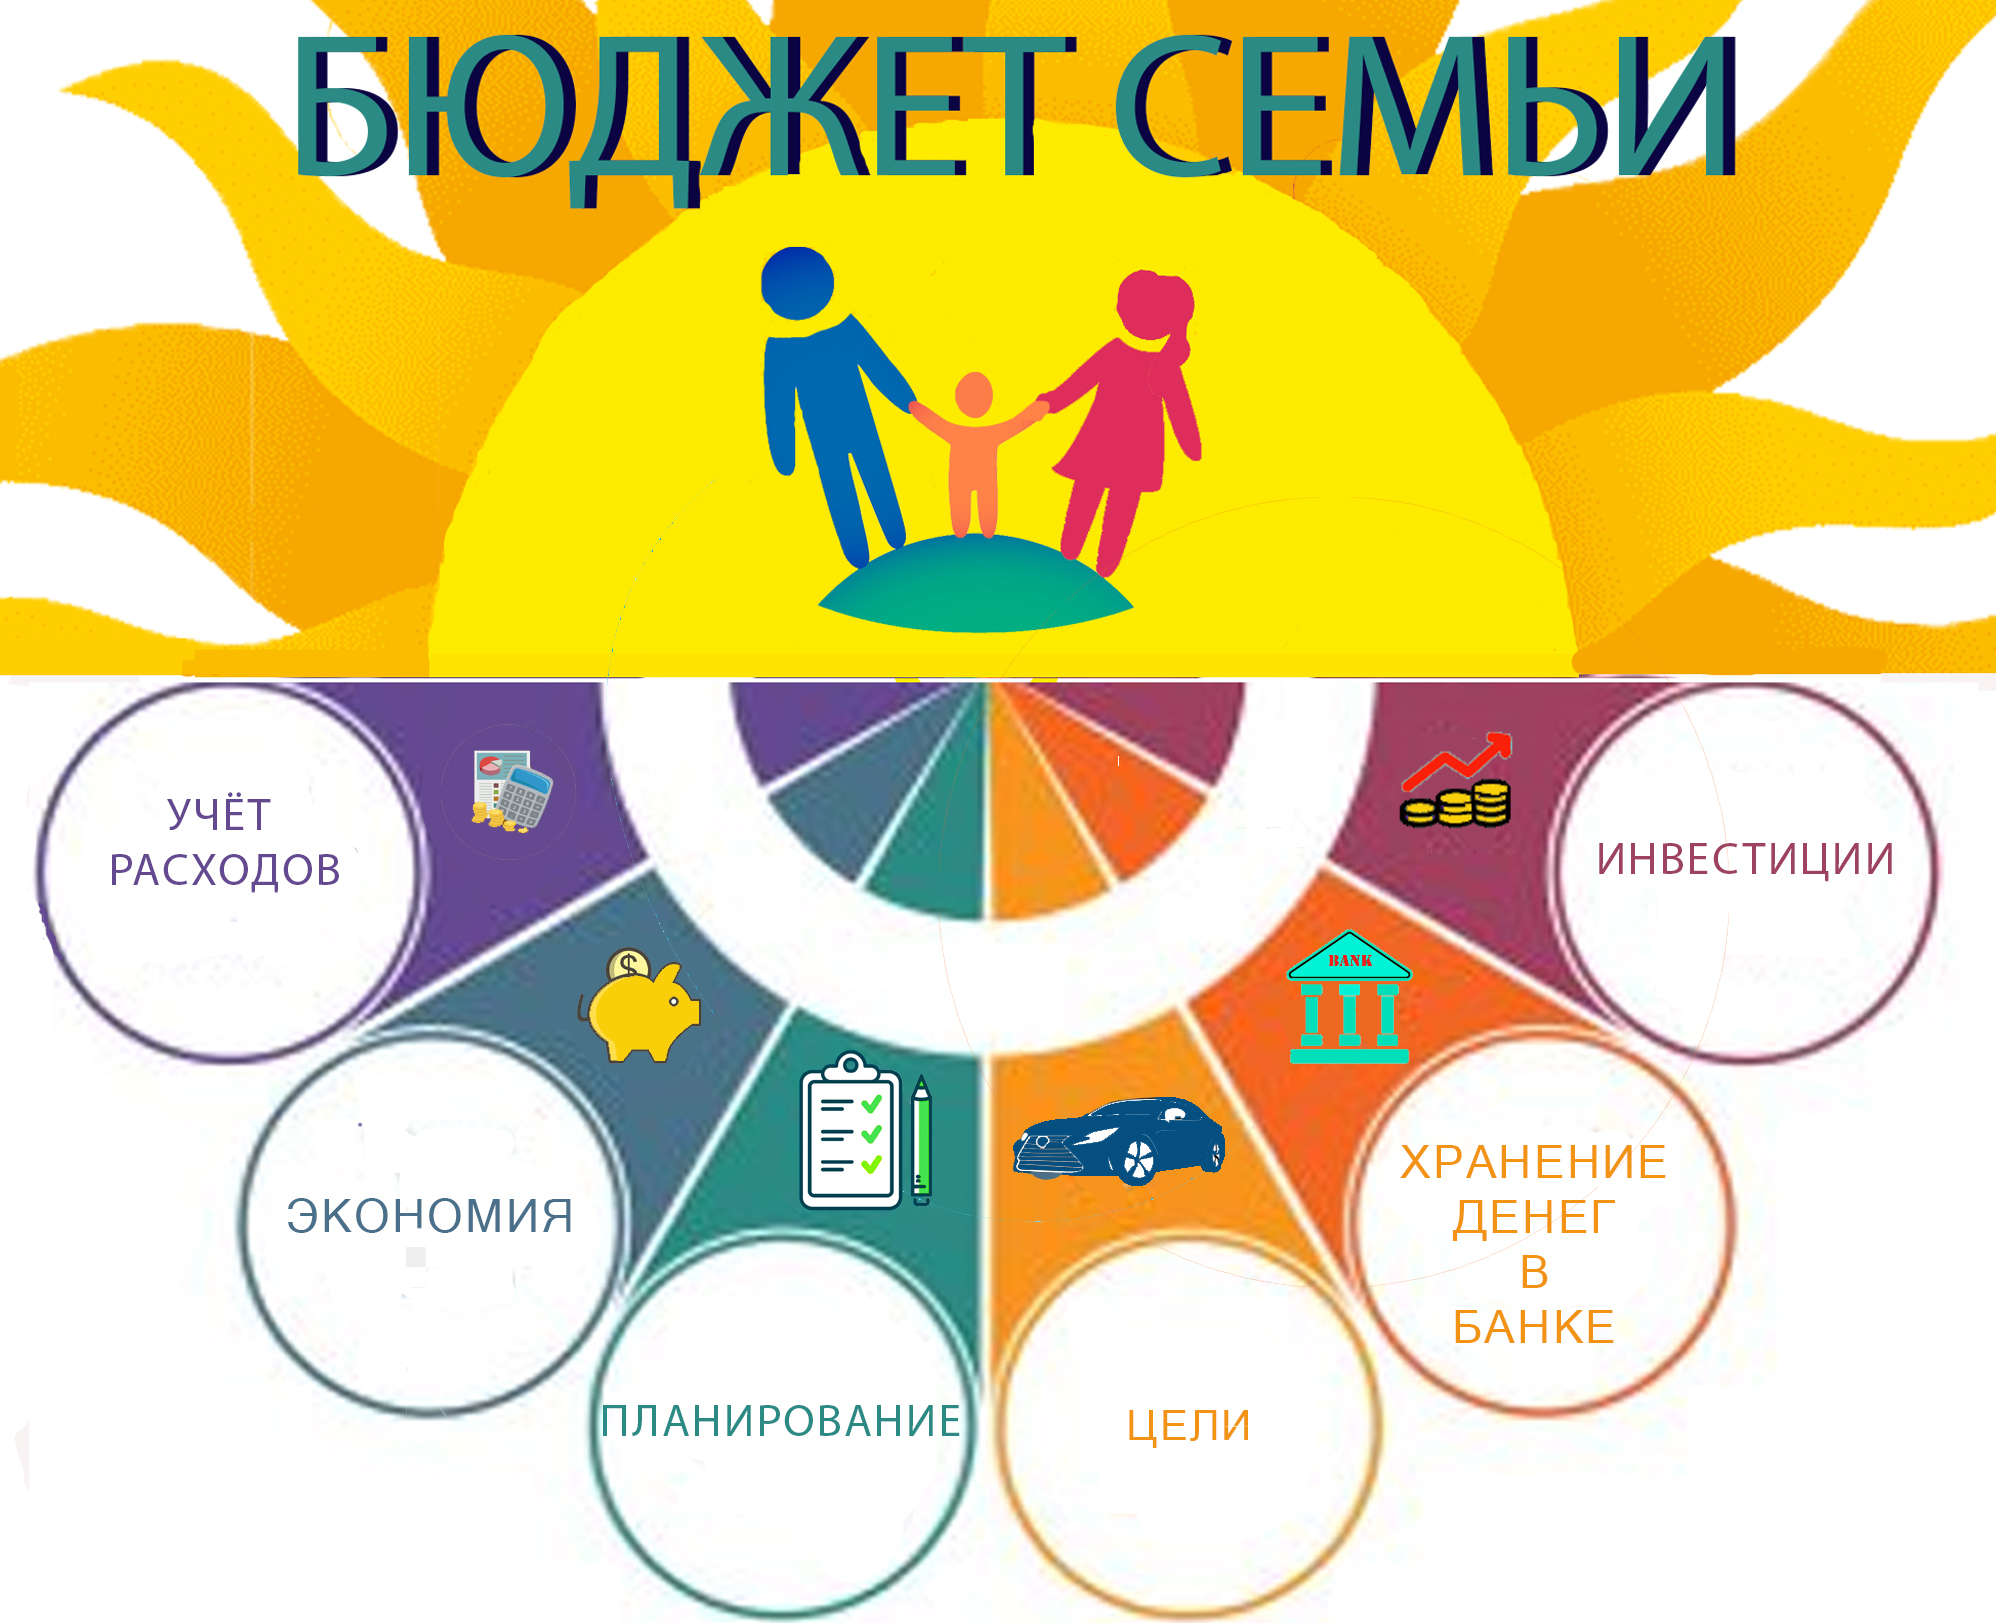 БЮДЖЕТ СЕМЬИ
УЧЁТ
РАСХОДОВ
ЭКОНОМИЯ
$
ПЛАНИРОВАНИЕ
ЦЕЛИ
BANK
ХРАНЕНИЕ
ДЕНЕГ
В
БАНКЕ
ИНВЕСТИЦИИ